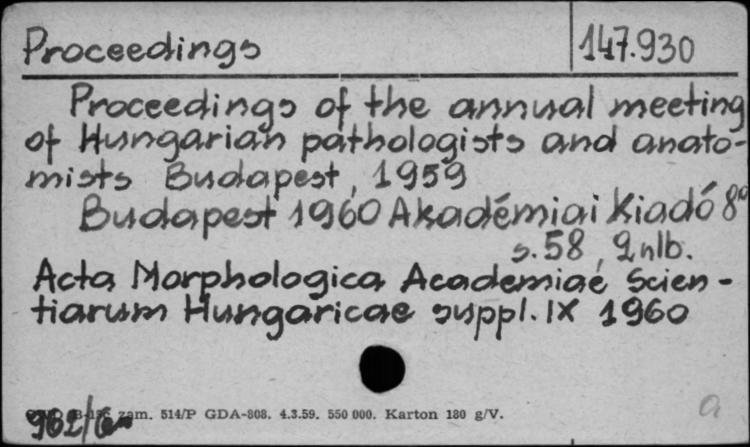 Proceedings 147.930
Proceedings of the annual meeting
of Hungarian pathologists and anato-
mists Budapest, 1959
Budapest 1960 Akadémiai Kiadó 8°
s. 58, 2 nlb.
Acta Morphologica Academiae Scien-
tiarum Hungaricae suppl. IX 1960
zam. 514/P GDA-808. 4.3.59. 550 000. Karton 180 g/V.
a